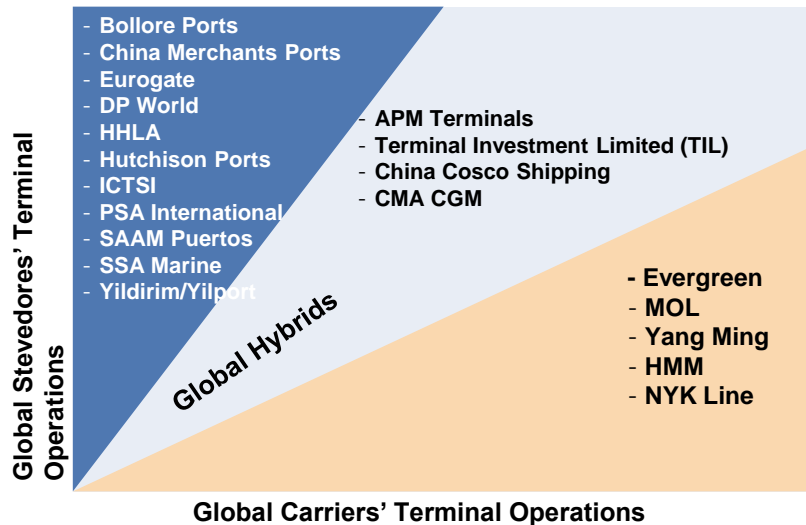 - Bollore Ports
- China Merchants Ports
- Eurogate
- DP World
- HHLA
- Hutchison Ports
- ICTSI
- PSA International
- SAAM Puertos
- SSA Marine
- Yildirim/Yilport
- APM Terminals
- Terminal Investment Limited (TIL)
- China Cosco Shipping
- CMA CGM
- Evergreen
- MOL
- Yang Ming
- HMM
- NYK Line
Global Hybrids
Global Stevedores' Terminal
Operations
Global Carriers' Terminal Operations